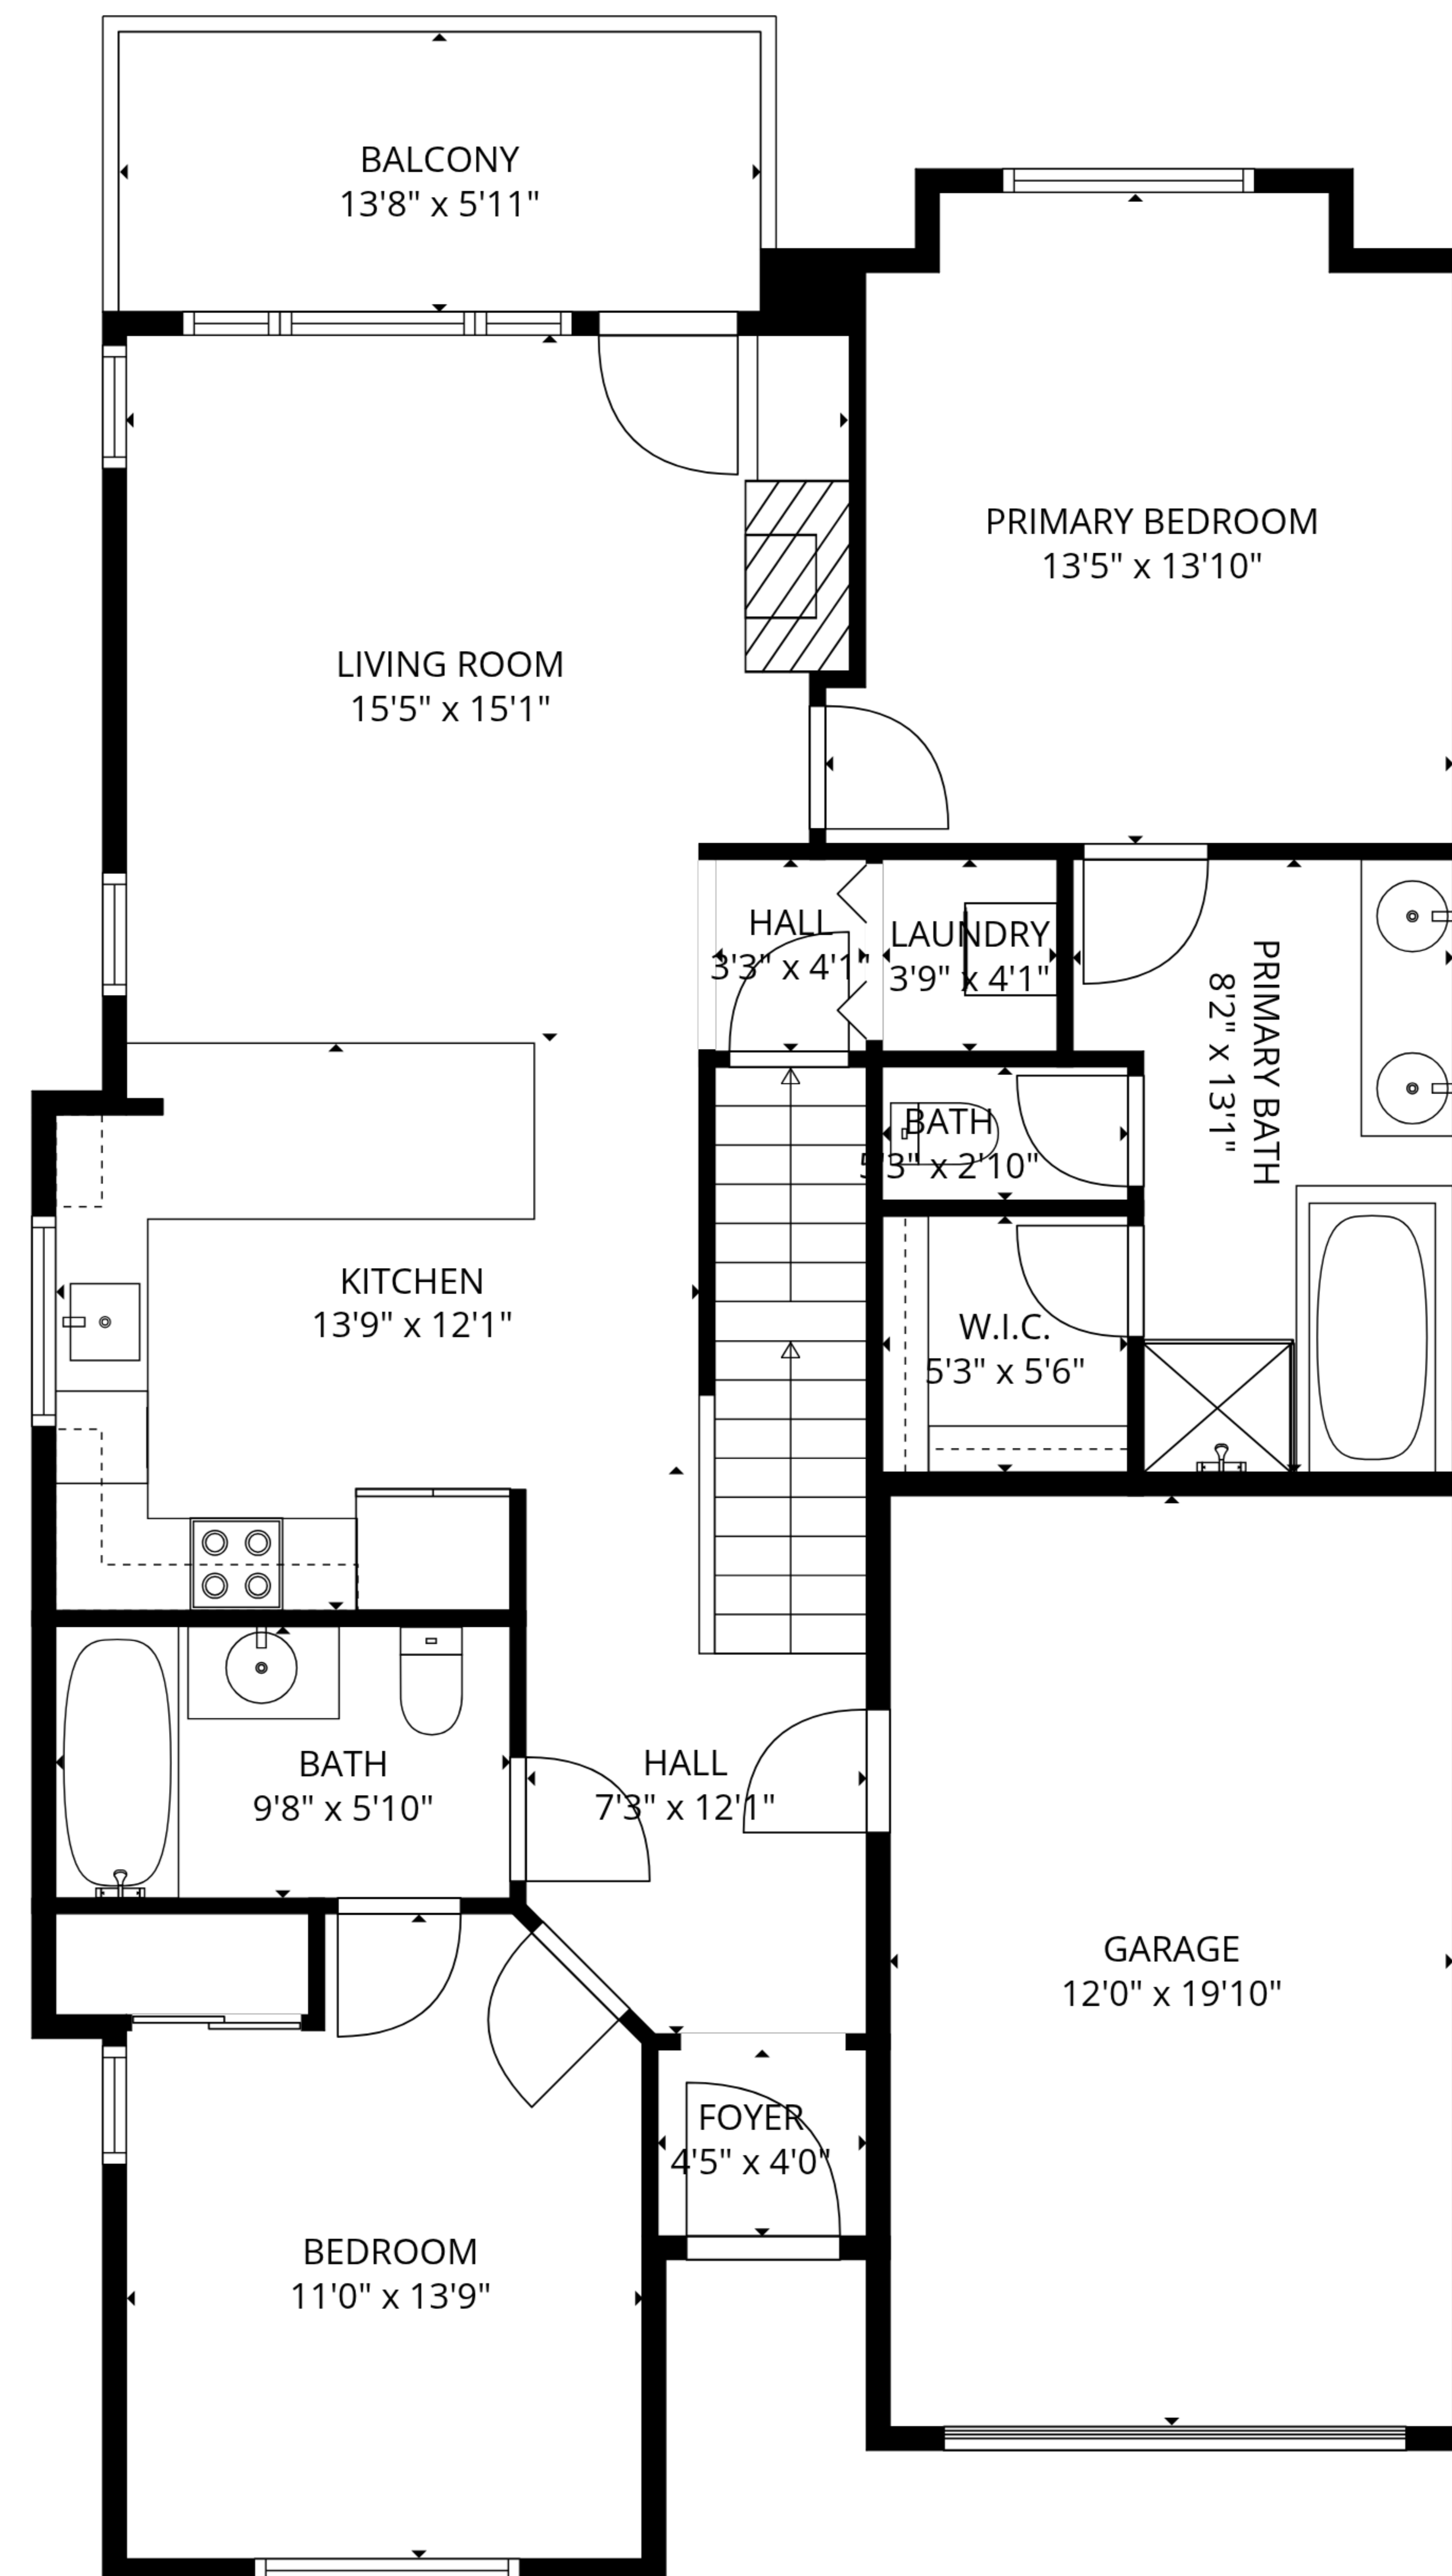 BALCONY
13'8" x 5'11"
PRIMARY BEDROOM
13'5" x 13'10"
LIVING ROOM
15'5" x 15'1"
HALL
3'3" x 4'1"
LAUNDRY
3'9" x 4'1"
PRIMARY BATH
8'2" x 13'1"
BATH
5'3" x 2'10"
KITCHEN
13'9" x 12'1"
W.I.C.
5'3" x 5'6"
BATH
9'8" x 5'10"
HALL
7'3" x 12'1"
GARAGE
12'0" x 19'10"
FOYER
4'5" x 4'0"
BEDROOM
11'0" x 13'9"